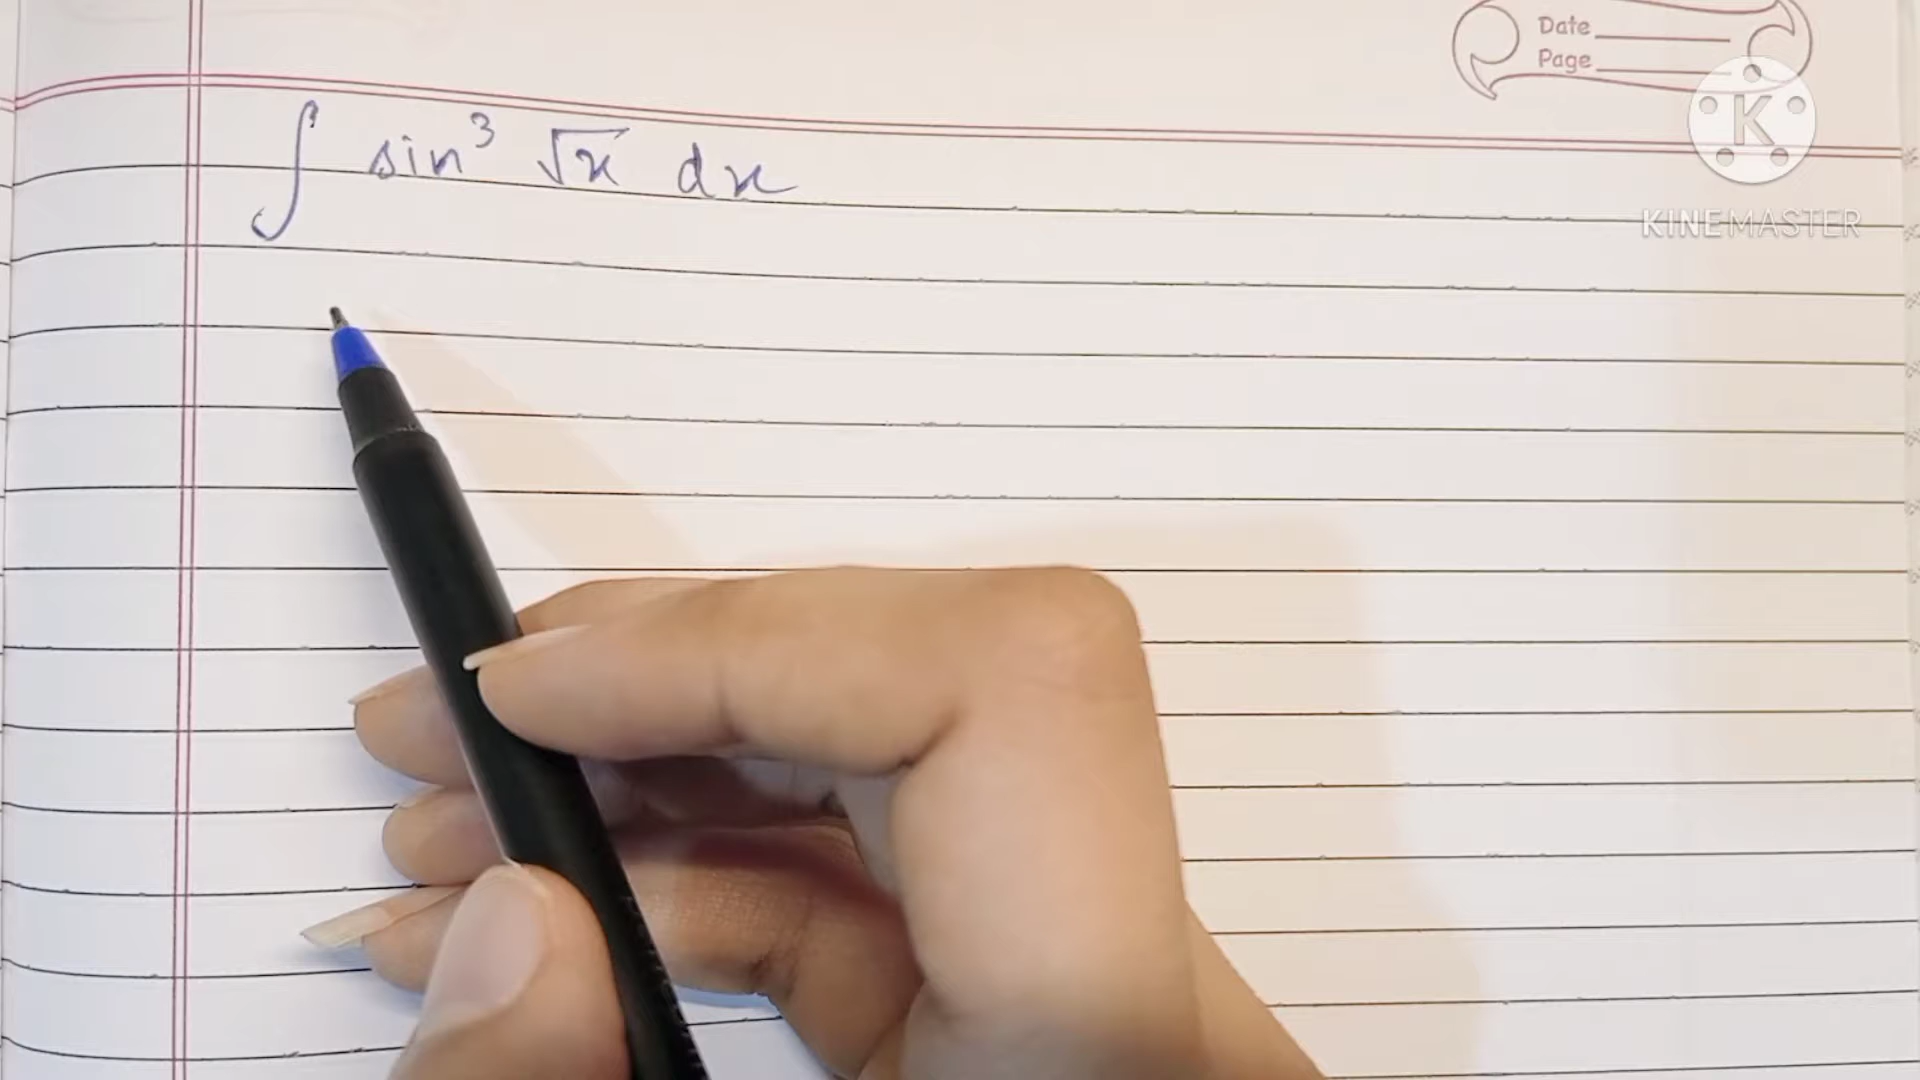 Date
Page
∫ sin³ √x dx
K
KINEMASTER